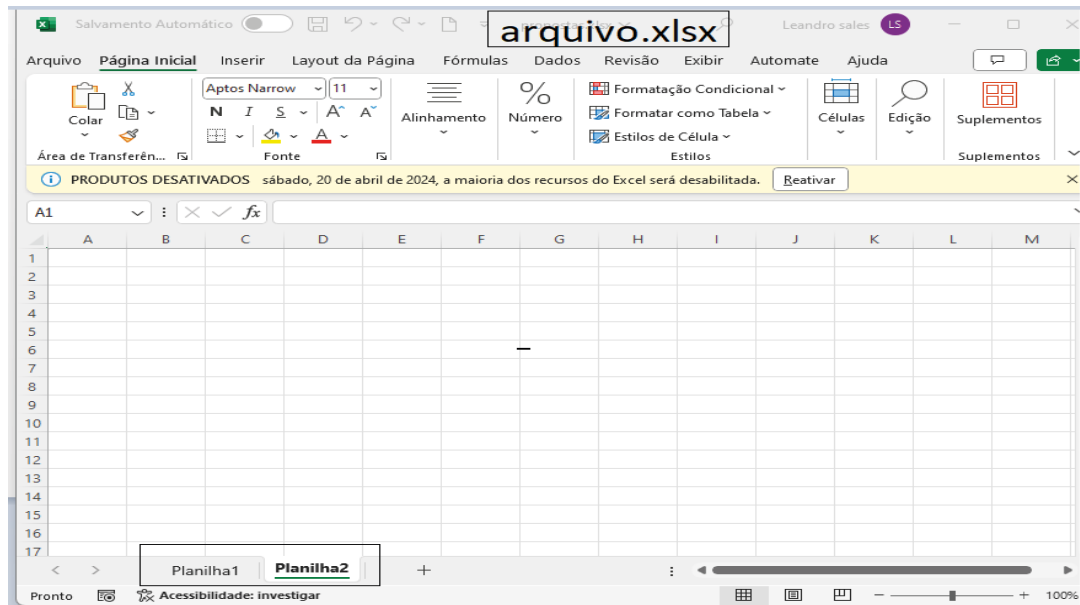 Salvamento Automático
arquivo.xlsx
Leandro sales
LS
Arquivo Página Inicial Inserir Layout da Página Fórmulas Dados Revisão Exibir Automate Ajuda
Colar
Aptos Narrow 11
N I S A A
A
Alinhamento
%
Número
Formatação Condicional
Formatar como Tabela
Estilos de Célula
Células
Edição
Suplementos
Área de Transferên... Fonte Estilos Suplementos
PRODUTOS DESATIVADOS sábado, 20 de abril de 2024, a maioria dos recursos do Excel será desabilitada. Reativar
A1 fx
A B C D E F G H I J K L M
1
2
3
4
5
6
7
8
9
10
11
12
13
14
15
16
17
Planilha1 Planilha2 +
Pronto Acessibilidade: investigar 100%